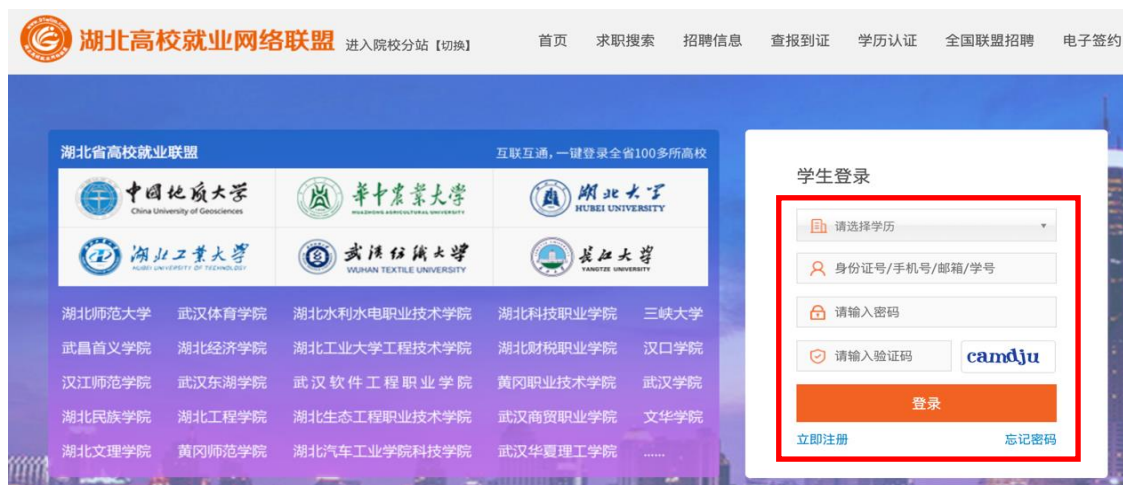 湖北高校就业网络联盟 进入院校分站【切换】 首页 求职搜索 招聘信息 查报到证 学历认证 全国联盟招聘 电子签约
湖北省高校就业联盟 互联互通,一键登录全省100多所高校
中国地质大学 华中农业大学 湖北大学
China University of Geosciences HUAZHONG AGRICULTURAL UNIVERSITY HUBEI UNIVERSITY
湖北工业大学 武汉纺织大学 长江大学
HUBEI UNIVERSITY OF TECHNOLOGY WUHAN TEXTILE UNIVERSITY YANGTZE UNIVERSITY
湖北师范大学 武汉体育学院 湖北水利水电职业技术学院 湖北科技职业学院 三峡大学
武昌首义学院 湖北经济学院 湖北工业大学工程技术学院 湖北财税职业学院 汉口学院
汉江师范学院 武汉东湖学院 武汉软件工程职业学院 黄冈职业技术学院 武汉学院
湖北民族学院 湖北工程学院 湖北生态工程职业技术学院 武汉商贸职业学院 文华学院
湖北文理学院 黄冈师范学院 湖北汽车工业学院科技学院 武汉华夏理工学院 ......
学生登录
请选择学历
身份证号/手机号/邮箱/学号
请输入密码
请输入验证码 camdju
登录
立即注册 忘记密码